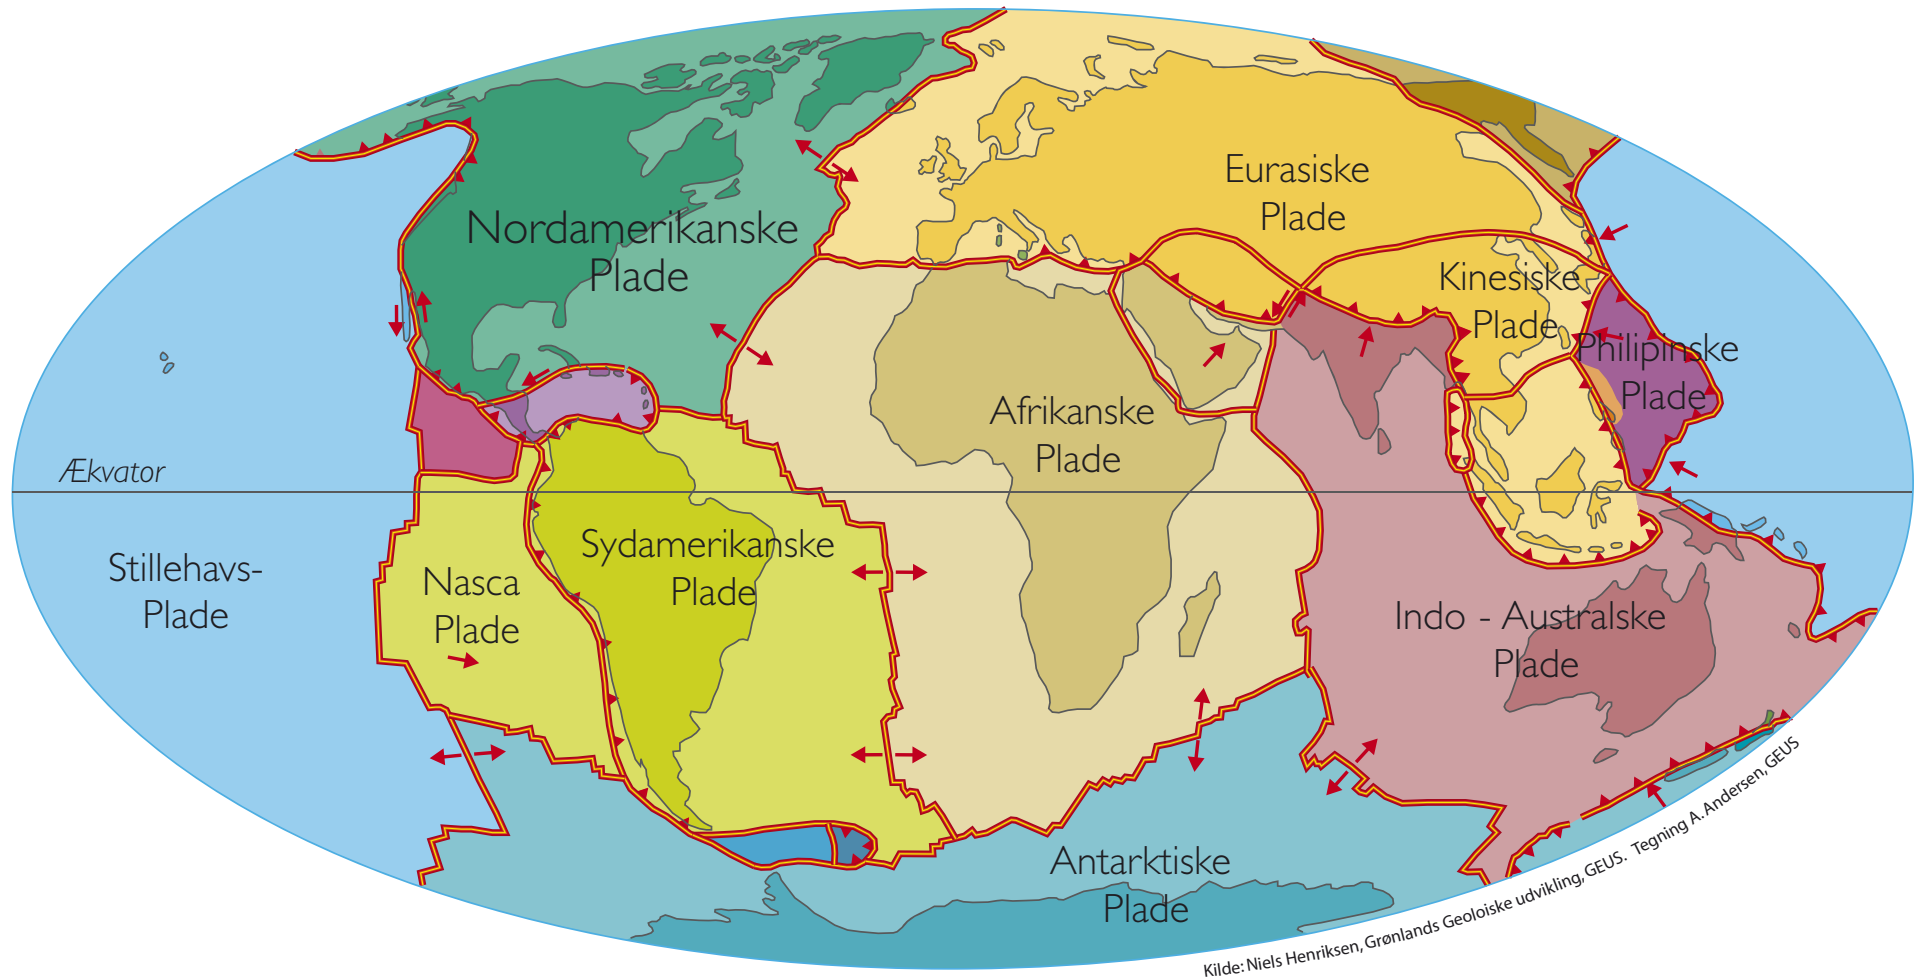 Nordamerikanske
Plade
Eurasiske
Plade
Kinesiske
Plade
Philipinske
Plade
Afrikanske
Plade
Ækvator
Stillehavs-
Plade
Nasca
Plade
Sydamerikanske
Plade
Indo - Australske
Plade
Antarktiske
Plade
Kilde: Niels Henriksen, Grønlands Geoloiske udvikling, GEUS. Tegning A. Andersen, GEUS